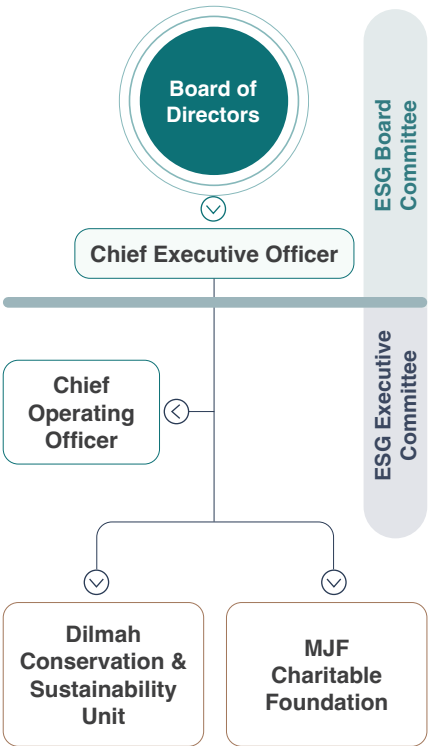 Board of
Directors
ESG Board
Committee
Chief Executive Officer
ESG Executive
Committee
Chief
Operating
Officer
Dilmah
Conservation &
Sustainability
Unit
MJF
Charitable
Foundation